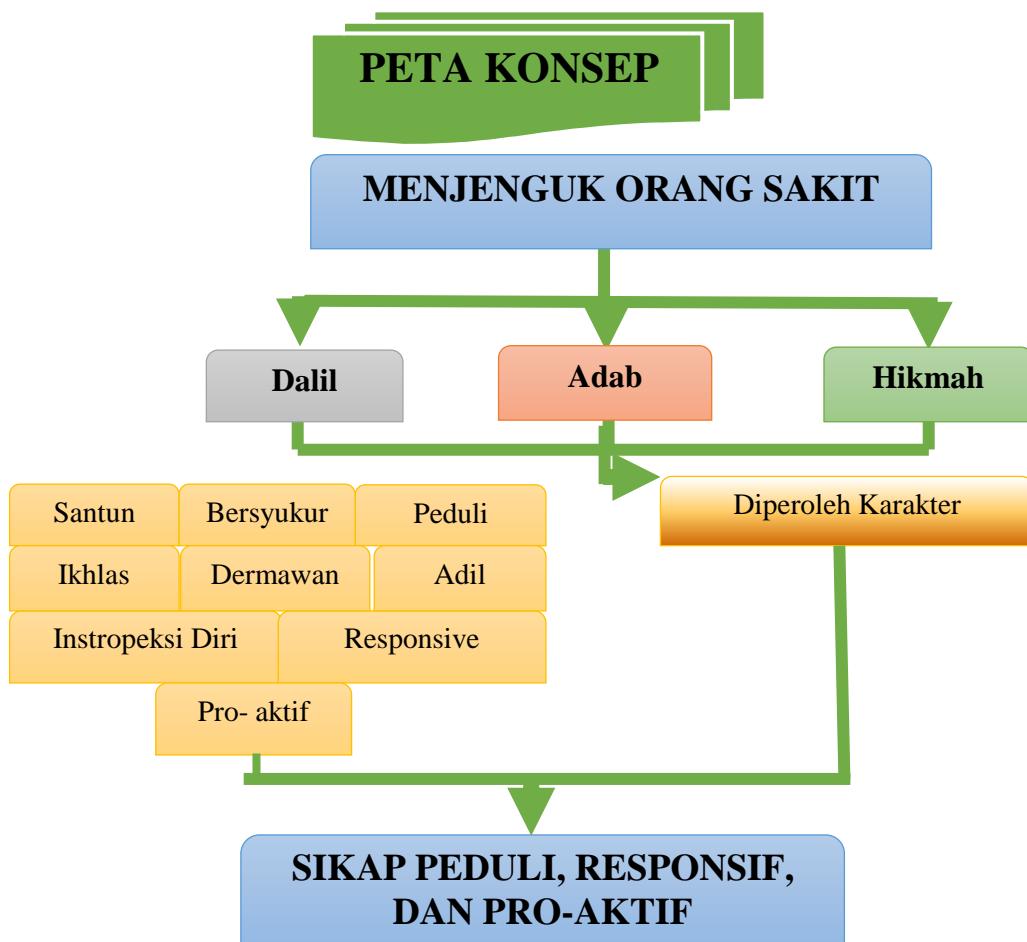 PETA KONSEP
MENJENGUK ORANG SAKIT
Dalil
Adab
Hikmah
Santun
Bersyukur
Peduli
Diperoleh Karakter
Ikhlas
Dermawan
Adil
Instropeksi Diri
Responsive
Pro- aktif
SIKAP PEDULI, RESPONSIF,
DAN PRO-AKTIF